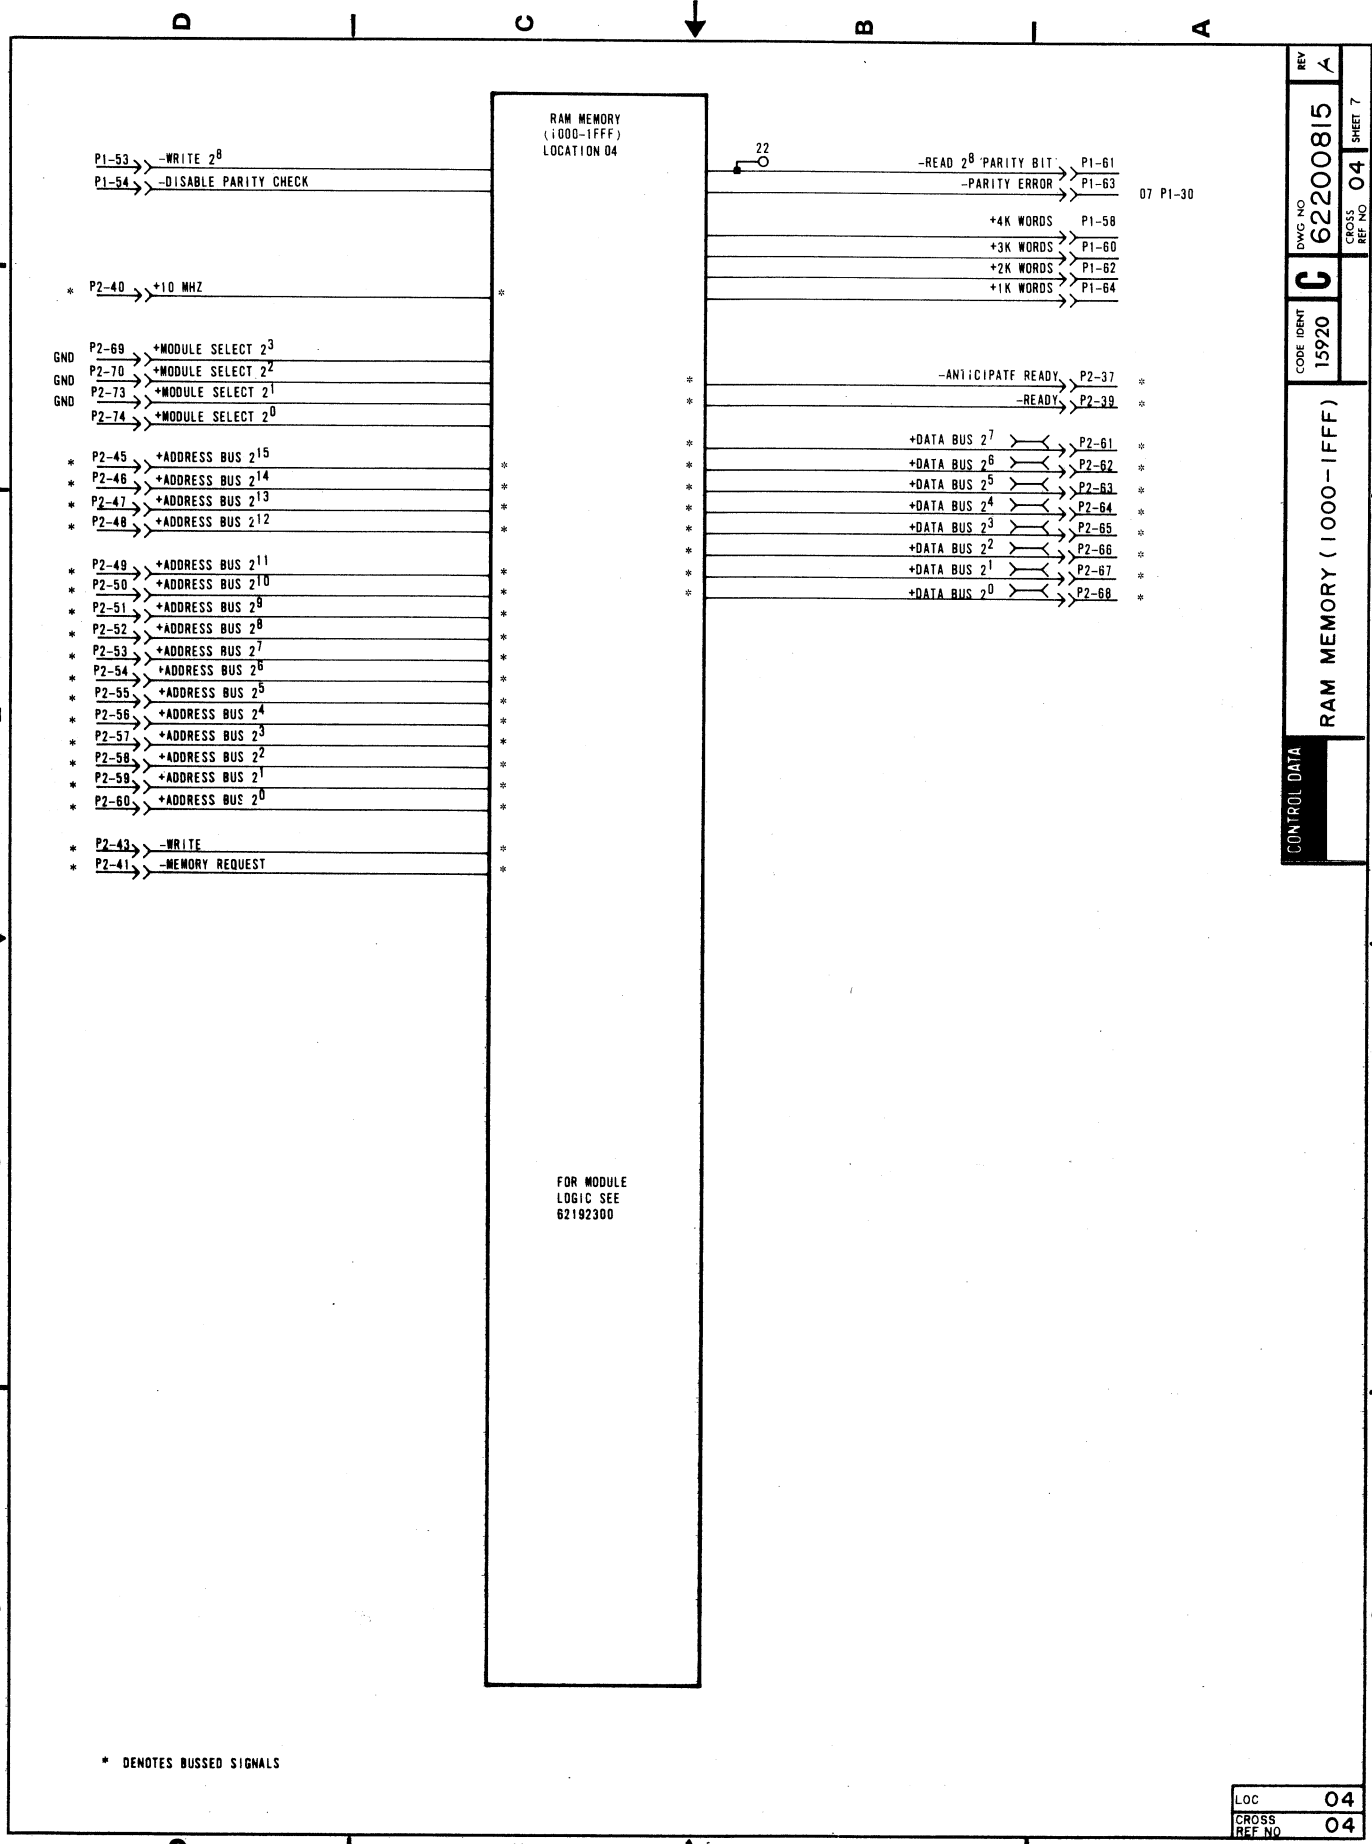 D
C
B
A
RAM MEMORY
(1000-1FFF)
LOCATION 04
P1-53 -WRITE 2⁸
P1-54 -DISABLE PARITY CHECK
* P2-40 +10 MHZ *
GND P2-69 +MODULE SELECT 2³
GND P2-70 +MODULE SELECT 2²
GND P2-73 +MODULE SELECT 2¹
P2-74 +MODULE SELECT 2⁰
* P2-45 +ADDRESS BUS 2¹⁵ *
* P2-46 +ADDRESS BUS 2¹⁴ *
* P2-47 +ADDRESS BUS 2¹³ *
* P2-48 +ADDRESS BUS 2¹² *
* P2-49 +ADDRESS BUS 2¹¹ *
* P2-50 +ADDRESS BUS 2¹⁰ *
* P2-51 +ADDRESS BUS 2⁹ *
* P2-52 +ADDRESS BUS 2⁸ *
* P2-53 +ADDRESS BUS 2⁷ *
* P2-54 +ADDRESS BUS 2⁶ *
* P2-55 +ADDRESS BUS 2⁵ *
* P2-56 +ADDRESS BUS 2⁴ *
* P2-57 +ADDRESS BUS 2³ *
* P2-58 +ADDRESS BUS 2² *
* P2-59 +ADDRESS BUS 2¹ *
* P2-60 +ADDRESS BUS 2⁰ *
* P2-43 -WRITE *
* P2-41 -MEMORY REQUEST *
22
-READ 2⁸ 'PARITY BIT' P1-61
-PARITY ERROR P1-63 07 P1-30
+4K WORDS P1-58
+3K WORDS P1-60
+2K WORDS P1-62
+1K WORDS P1-64
* -ANTICIPATE READY P2-37 *
* -READY P2-39 *
* +DATA BUS 2⁷ P2-61 *
* +DATA BUS 2⁶ P2-62 *
* +DATA BUS 2⁵ P2-63 *
* +DATA BUS 2⁴ P2-64 *
* +DATA BUS 2³ P2-65 *
* +DATA BUS 2² P2-66 *
* +DATA BUS 2¹ P2-67 *
* +DATA BUS 2⁰ P2-68 *
FOR MODULE
LOGIC SEE
62192300
* DENOTES BUSSED SIGNALS
CONTROL DATA
RAM MEMORY (1000-1FFF)
CODE IDENT
15920
C
DWG NO
62200815
REV
A
CROSS
REF NO 04
SHEET 7
LOC 04
CROSS
REF NO 04